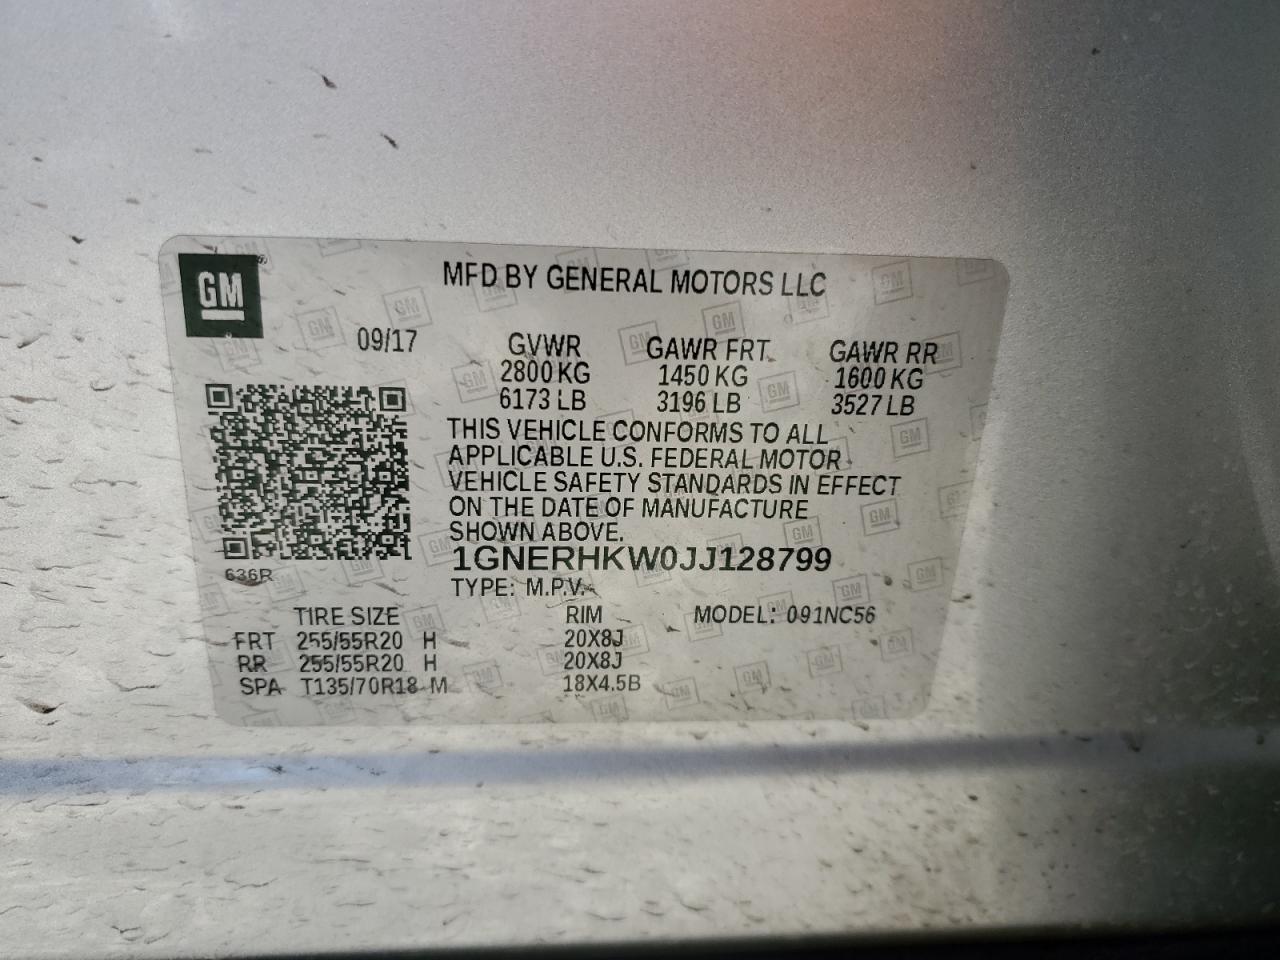 GM
MFD BY GENERAL MOTORS LLC
09/17
GVWR GAWR FRT. GAWR RR
2800 KG 1450 KG 1600 KG
6173 LB 3196 LB 3527 LB
THIS VEHICLE CONFORMS TO ALL
APPLICABLE U.S. FEDERAL MOTOR
VEHICLE SAFETY STANDARDS IN EFFECT
ON THE DATE OF MANUFACTURE
SHOWN ABOVE.
1GNERHKW0JJ128799
636R
TYPE: M.P.V.
TIRE SIZE RIM MODEL: 091NC56
FRT 255/55R20 H 20X8J
RR 255/55R20 H 20X8J
SPA T135/70R18 M 18X4.5B